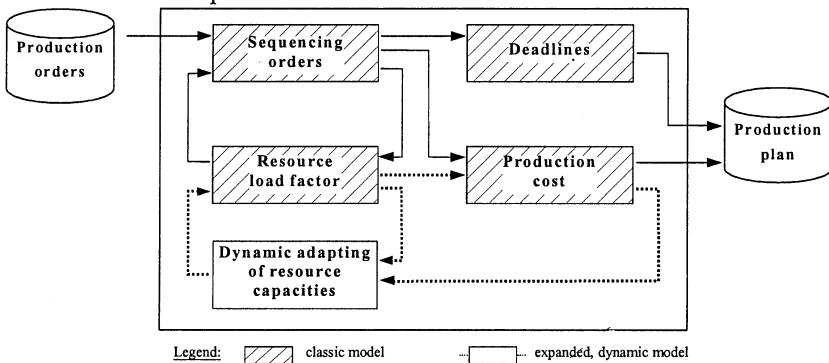 Production
orders
Sequencing
orders
Deadlines
Resource
load factor
Production
cost
Production
plan
Dynamic adapting
of resource
capacities
Legend:
classic model
expanded, dynamic model